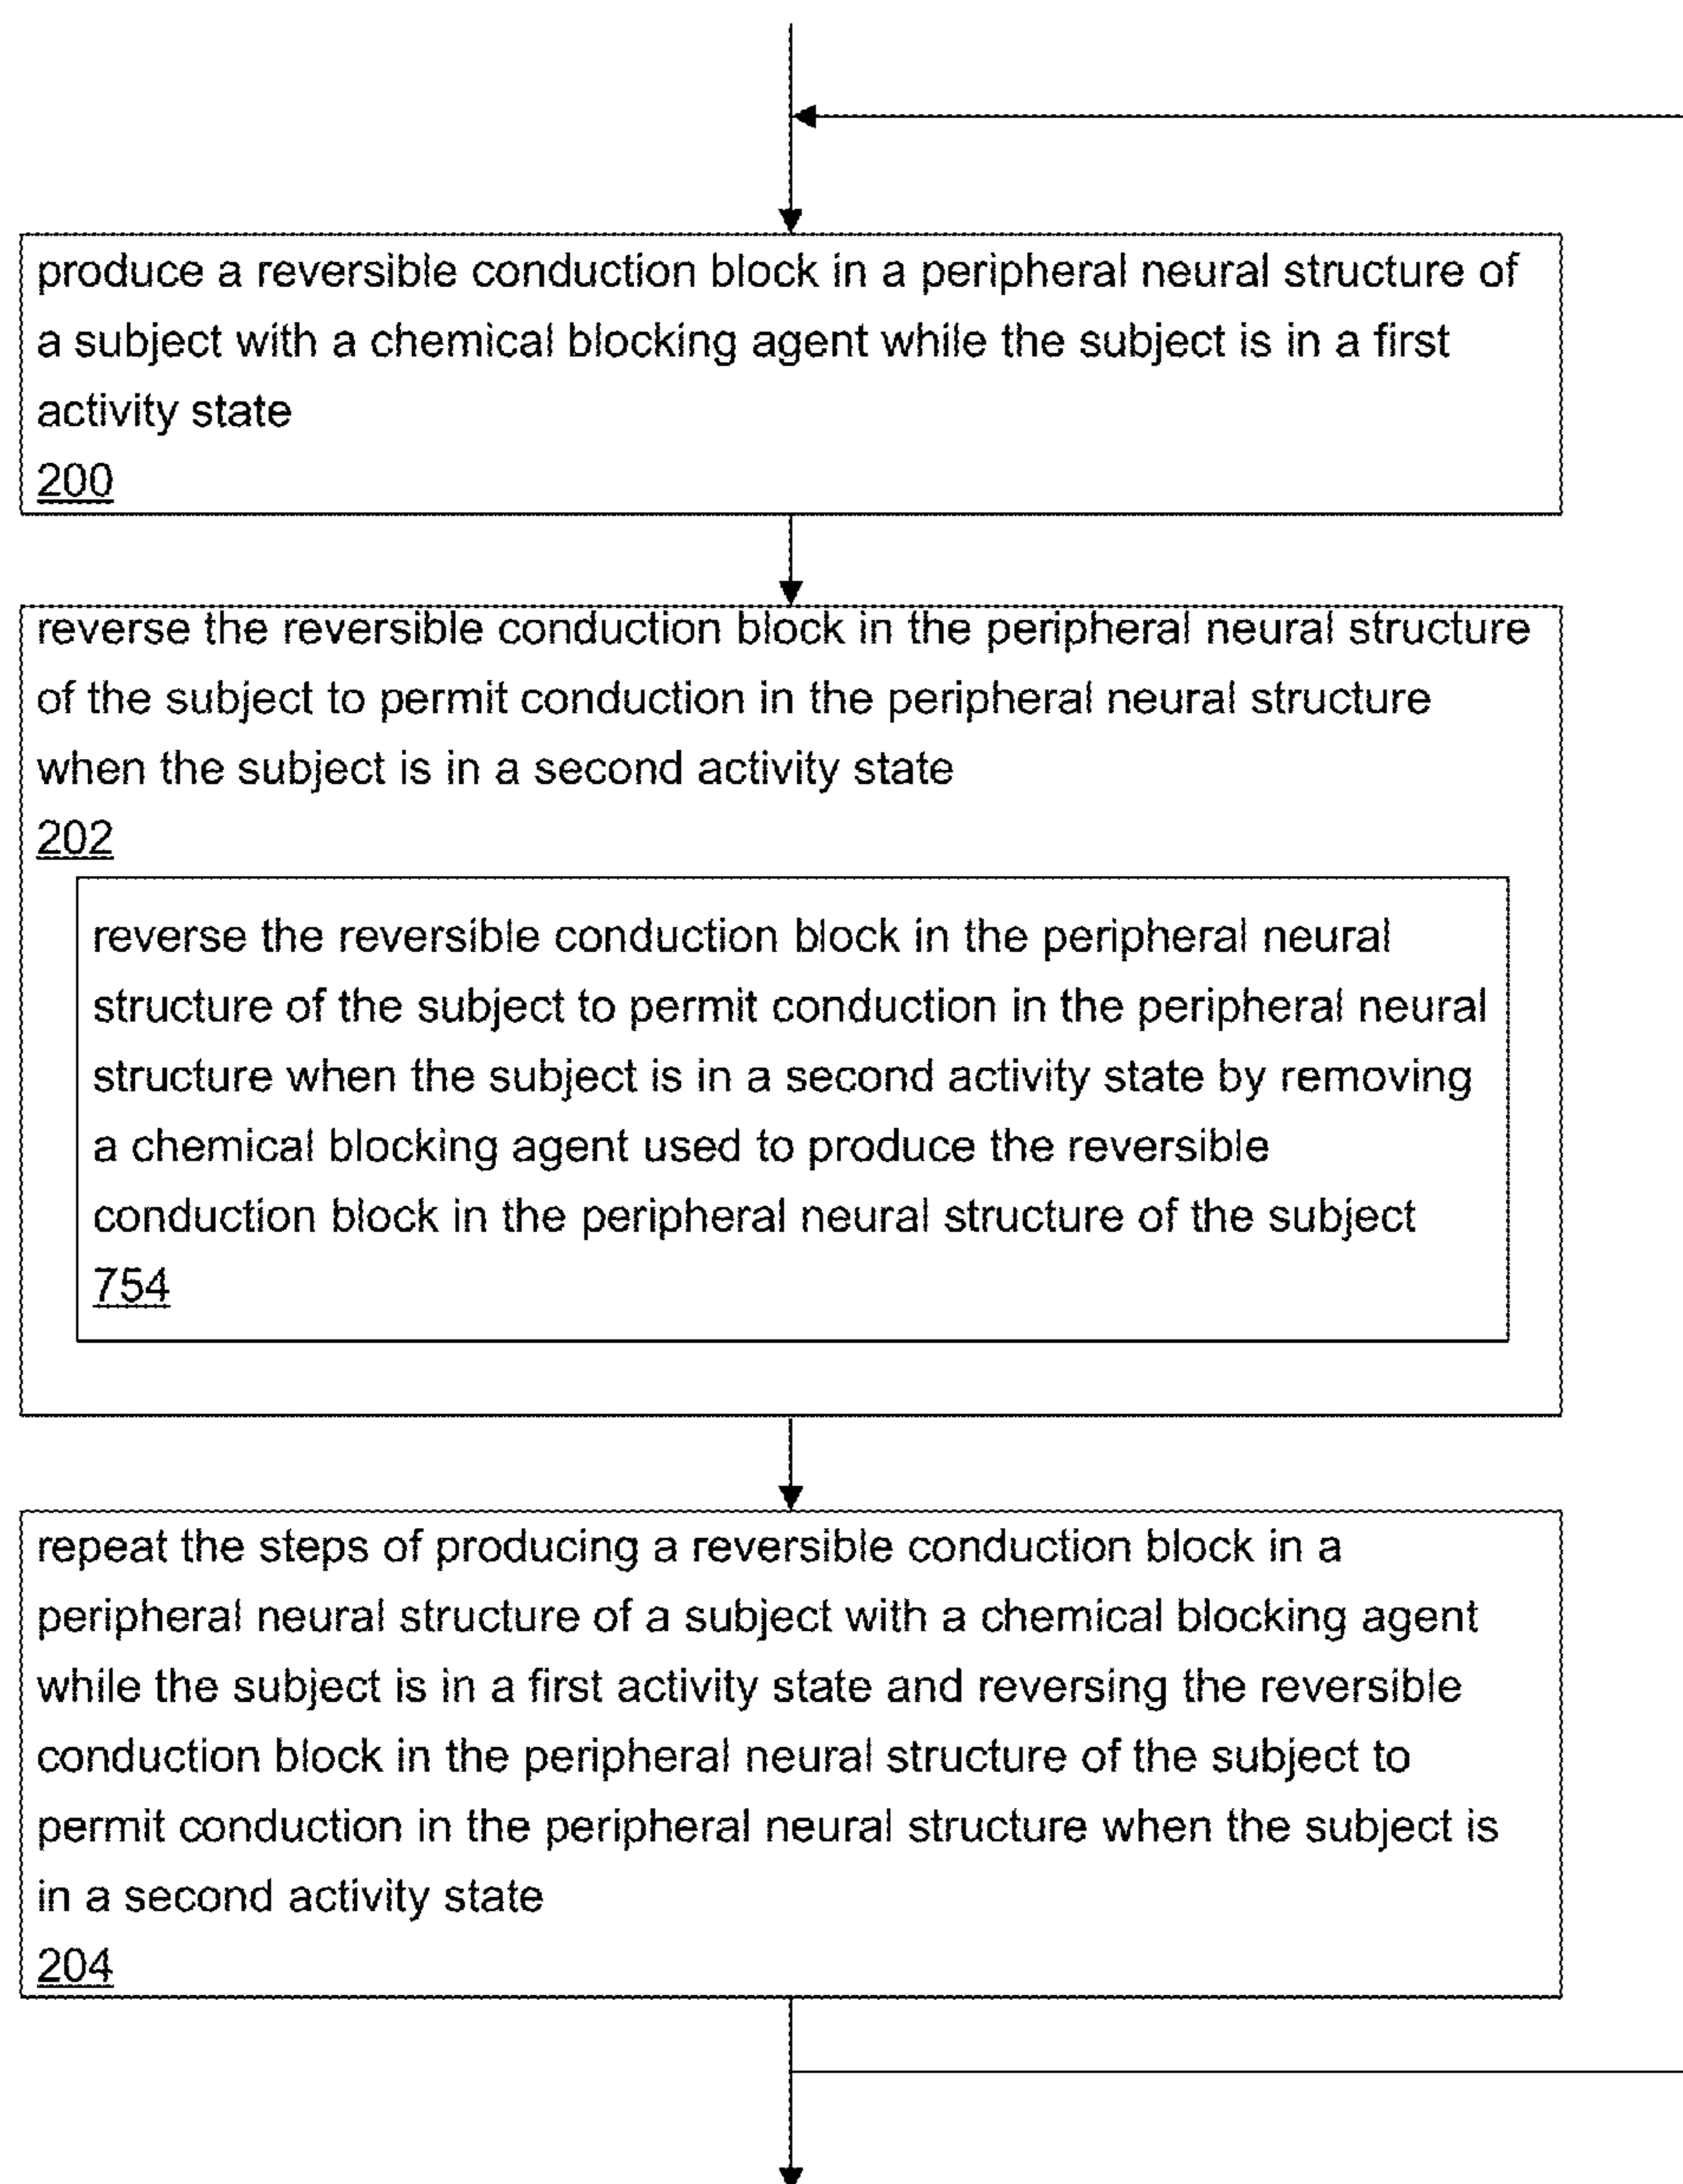 produce a reversible conduction block in a peripheral neural structure of
a subject with a chemical blocking agent while the subject is in a first
activity state
200
reverse the reversible conduction block in the peripheral neural structure
of the subject to permit conduction in the peripheral neural structure
when the subject is in a second activity state
202
reverse the reversible conduction block in the peripheral neural
structure of the subject to permit conduction in the peripheral neural
structure when the subject is in a second activity state by removing
a chemical blocking agent used to produce the reversible
conduction block in the peripheral neural structure of the subject
754
repeat the steps of producing a reversible conduction block in a
peripheral neural structure of a subject with a chemical blocking agent
while the subject is in a first activity state and reversing the reversible
conduction block in the peripheral neural structure of the subject to
permit conduction in the peripheral neural structure when the subject is
in a second activity state
204